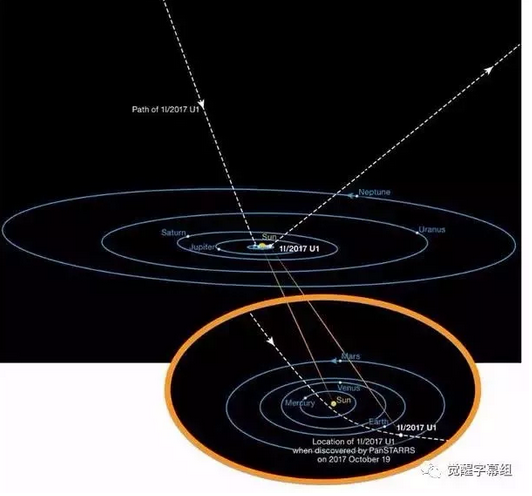 Path of 1I/2017 U1
Neptune
Saturn
Uranus
Sun
Jupiter
1I/2017 U1
Mars
Venus
Mercury
Sun
Earth
1I/2017 U1
Location of 1I/2017 U1
when discovered by PanSTARRS
on 2017 October 19
觉醒字幕组